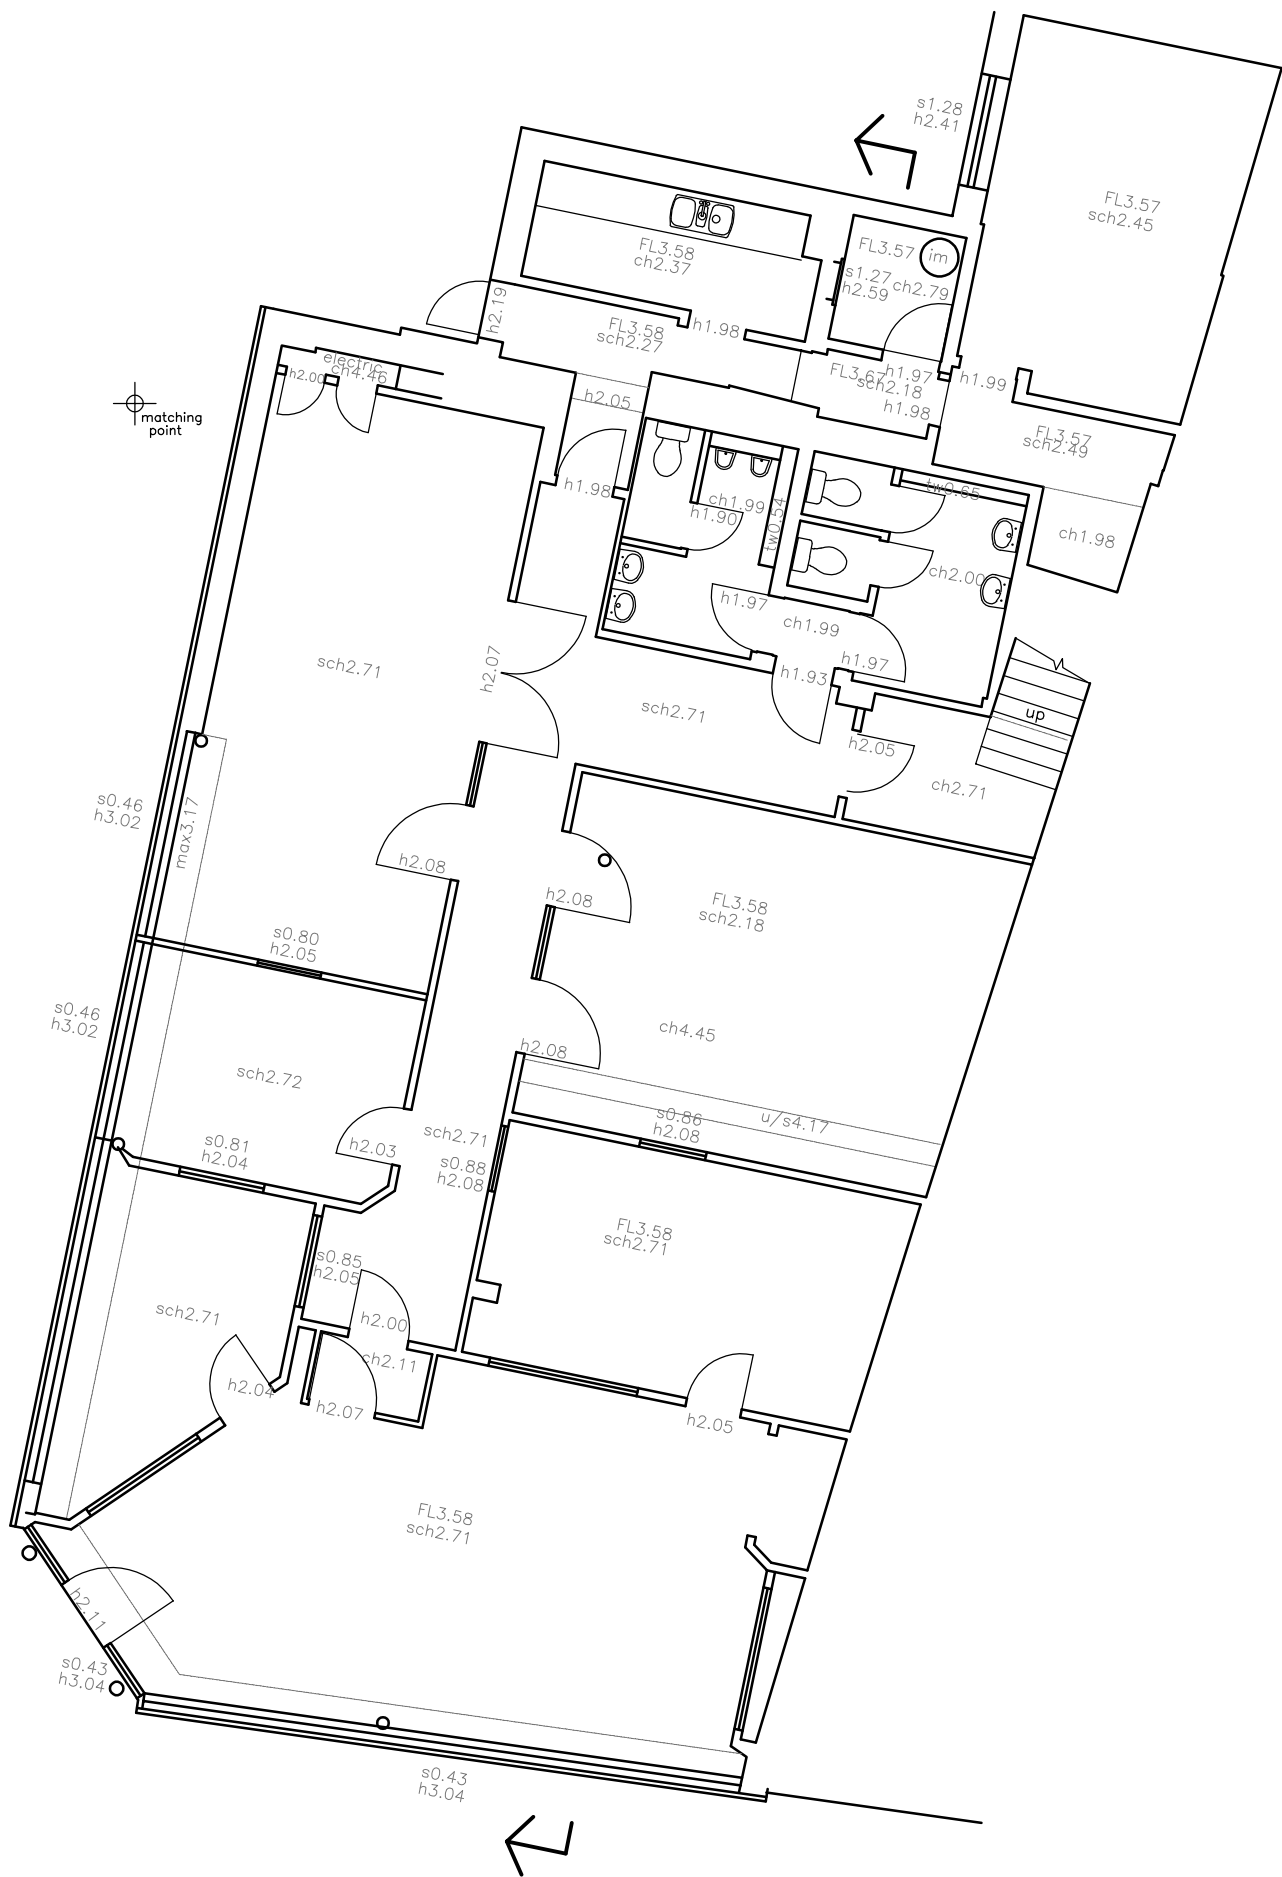 s1.28
h2.41
FL3.57
sch2.45
FL3.58
ch2.37
FL3.57
im
s1.27
h2.59
ch2.79
h2.19
FL3.58
sch2.27
h1.98
electric
ch4.46
h2.00
FL3.67
sch2.18
h1.97
h1.98
h1.99
matching
point
h2.05
FL3.57
sch2.49
h1.98
ch1.99
h1.90
tw0.54
tw0.65
ch1.98
ch2.00
h1.97
ch1.99
sch2.71
h2.07
h1.97
h1.93
sch2.71
up
h2.05
ch2.71
s0.46
h3.02
max3.17
h2.08
h2.08
FL3.58
sch2.18
s0.80
h2.05
s0.46
h3.02
ch4.45
h2.08
sch2.72
s0.81
h2.04
h2.03
sch2.71
s0.88
h2.08
s0.86
h2.08
u/s4.17
FL3.58
sch2.71
s0.85
h2.05
sch2.71
h2.00
ch2.11
h2.04
h2.07
h2.05
FL3.58
sch2.71
h2.11
s0.43
h3.04
s0.43
h3.04